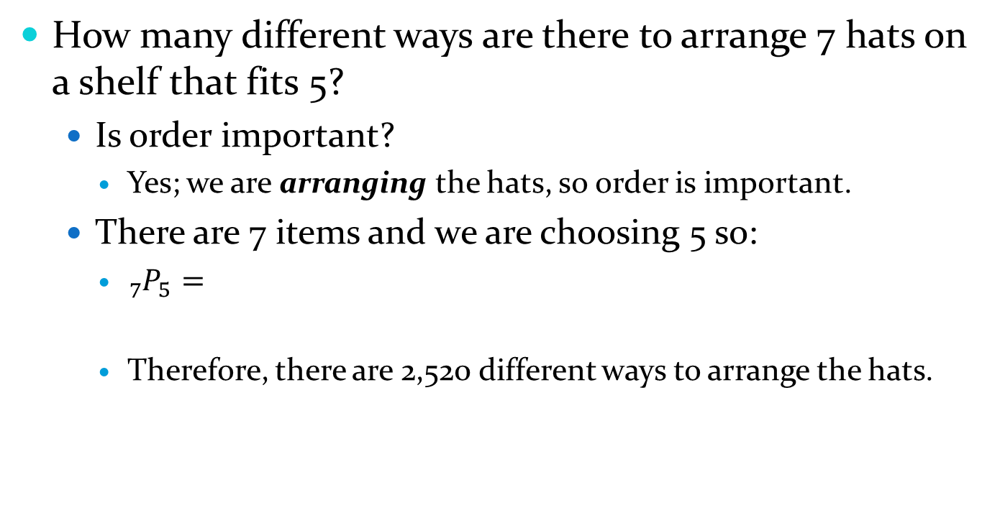 • How many different ways are there to arrange 7 hats on
a shelf that fits 5?
• Is order important?
• Yes; we are arranging the hats, so order is important.
• There are 7 items and we are choosing 5 so:
• ₇P₅ =
• Therefore, there are 2,520 different ways to arrange the hats.